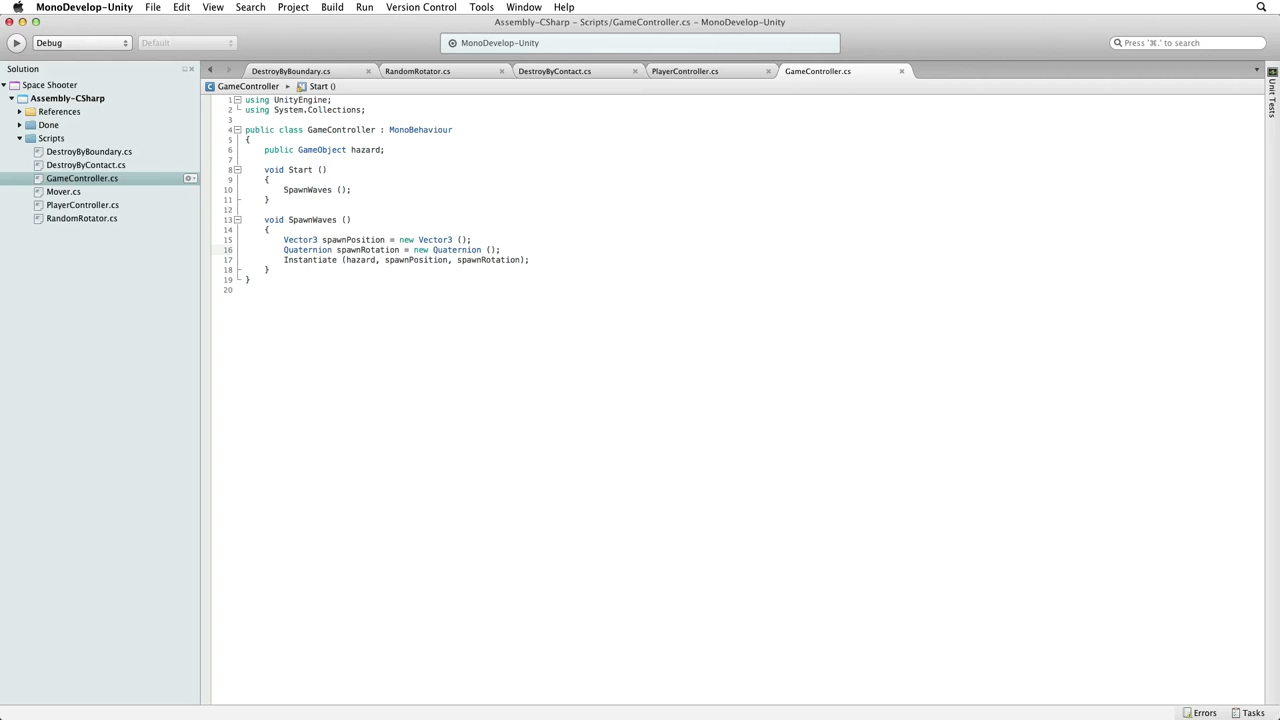 MonoDevelop-Unity File Edit View Search Project Build Run Version Control Tools Window Help
Assembly-CSharp – Scripts/GameController.cs – MonoDevelop-Unity
Debug Default MonoDevelop-Unity Press '⌘.' to search
Solution
DestroyByBoundary.cs RandomRotator.cs DestroyByContact.cs PlayerController.cs GameController.cs
Space Shooter
Assembly-CSharp
References
Done
Scripts
DestroyByBoundary.cs
DestroyByContact.cs
GameController.cs
Mover.cs
PlayerController.cs
RandomRotator.cs
C GameController Start ()
1 using UnityEngine;
2 using System.Collections;
3
4 public class GameController : MonoBehaviour
5 {
6 public GameObject hazard;
7
8 void Start ()
9 {
10 SpawnWaves ();
11 }
12
13 void SpawnWaves ()
14 {
15 Vector3 spawnPosition = new Vector3 ();
16 Quaternion spawnRotation = new Quaternion ();
17 Instantiate (hazard, spawnPosition, spawnRotation);
18 }
19 }
20
Unit Tests
Errors Tasks